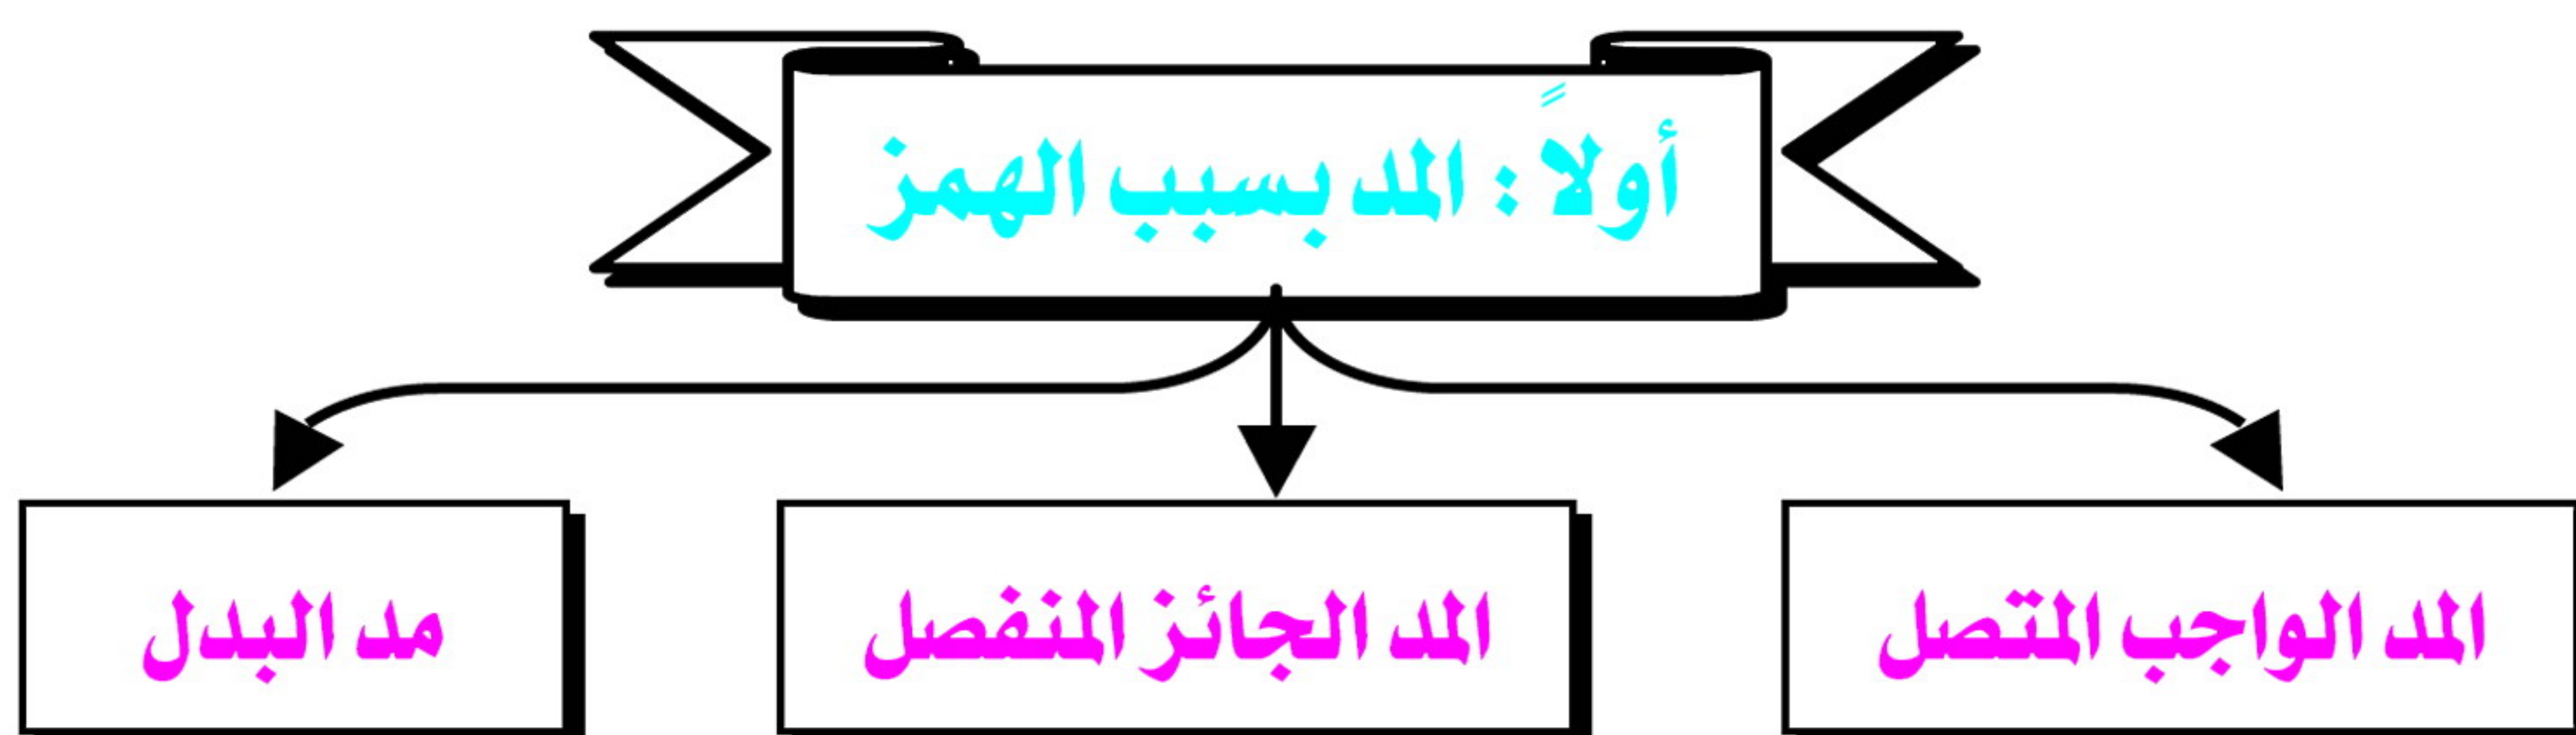 أولاً : المد بسبب الهمز
المد الواجب المتصل
المد الجائز المنفصل
مد البدل